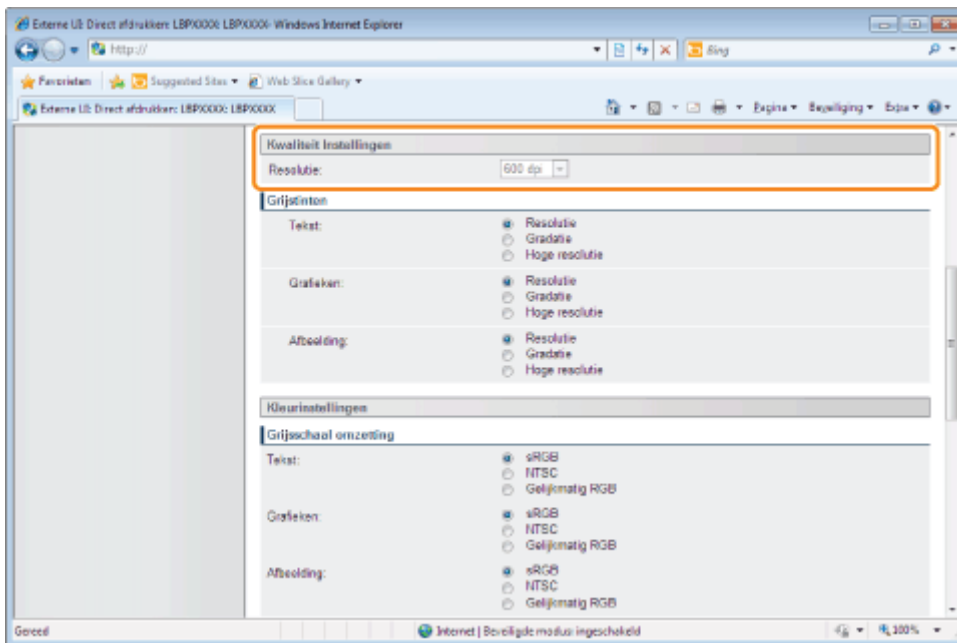 Externe UI: Direct afdrukken: LBPXXXX: LBPXXXX- Windows Internet Explorer
Http://
Bing
Favorieten Suggested Sites Web Slice Gallery
Externe UI: Direct afdrukken: LBPXXXX: LBPXXXX
Pagina Beveiliging Extra
Kwaliteit Instellingen
Resolutie: 600 dpi
Grijstinten
Tekst: Resolutie
Gradatie
Hoge resolutie
Grafieken: Resolutie
Gradatie
Hoge resolutie
Afbeelding: Resolutie
Gradatie
Hoge resolutie
Kleurinstellingen
Grijsschaal omzetting
Tekst: sRGB
NTSC
Gelijkmatig RGB
Grafieken: sRGB
NTSC
Gelijkmatig RGB
Afbeelding: sRGB
NTSC
Gelijkmatig RGB
Gereed Internet | Beveiligde modus: ingeschakeld 100%